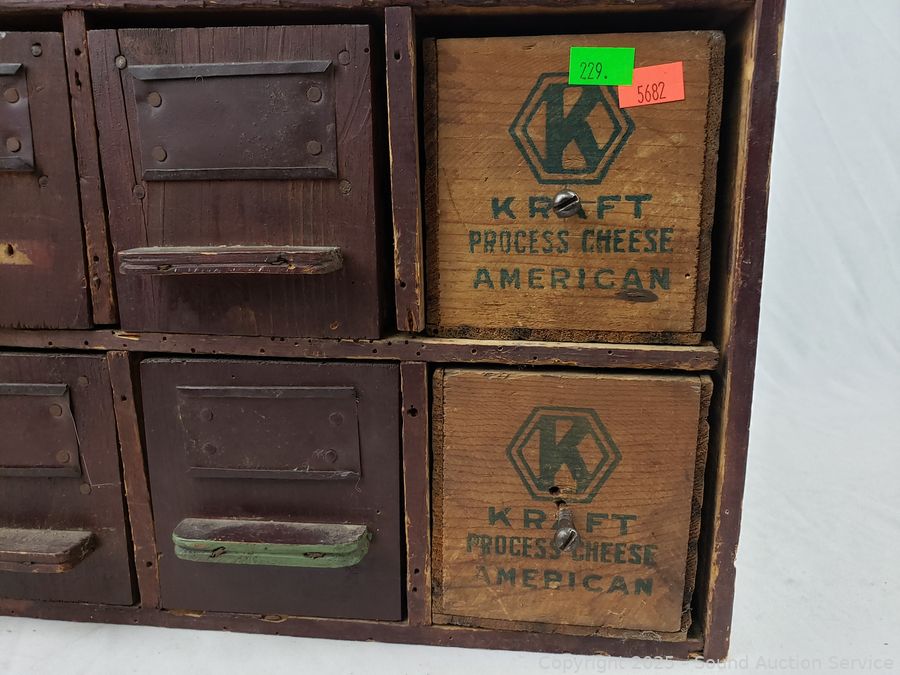 229.
5682
K
KRAFT
PROCESS CHEESE
AMERICAN
K
KRAFT
PROCESS CHEESE
AMERICAN
Copyright 2025 - Sound Auction Service